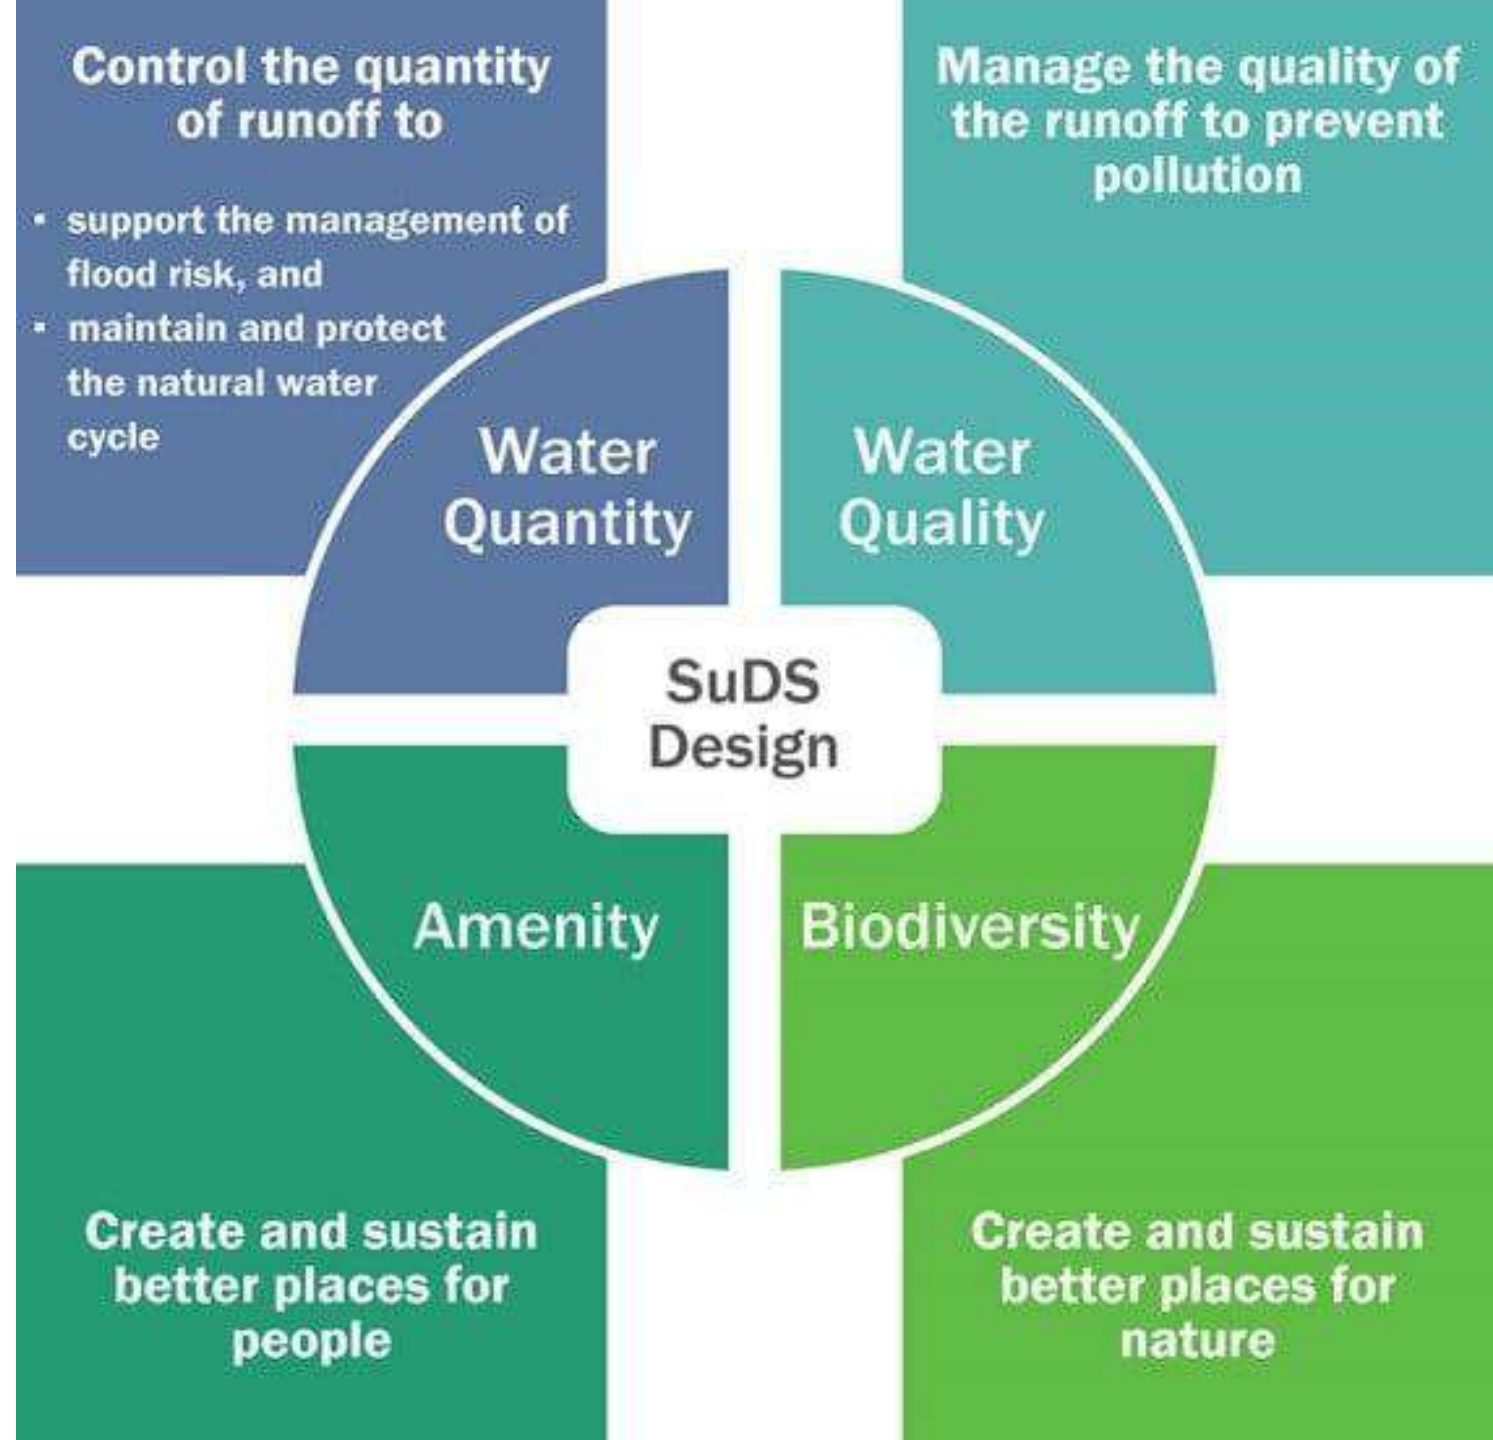 Control the quantity
of runoff to
▪ support the management of
flood risk, and
▪ maintain and protect
the natural water
cycle
Manage the quality of
the runoff to prevent
pollution
Water
Quantity
Water
Quality
SuDS
Design
Amenity
Biodiversity
Create and sustain
better places for
people
Create and sustain
better places for
nature